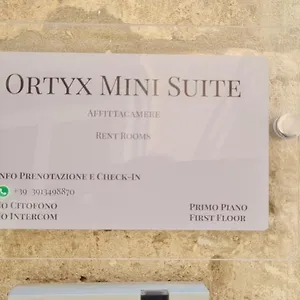 Ortyx Mini Suite
Affittacamere
Rent Rooms
nfo Prenotazione e Check-In
+39 3913498870
o Citofono
o Intercom
Primo Piano
First Floor